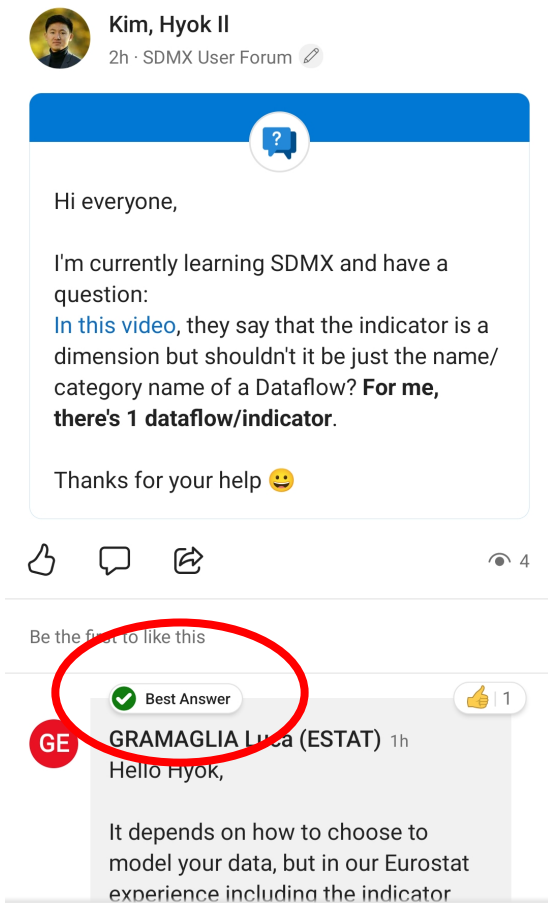 Kim, Hyok Il
2h · SDMX User Forum
?
Hi everyone,
I'm currently learning SDMX and have a
question:
In this video, they say that the indicator is a
dimension but shouldn't it be just the name/
category name of a Dataflow? For me,
there's 1 dataflow/indicator.
Thanks for your help 😀
4
Be the first to like this
Best Answer
1
GE
GRAMAGLIA Luca (ESTAT) 1h
Hello Hyok,
It depends on how to choose to
model your data, but in our Eurostat
experience including the indicator